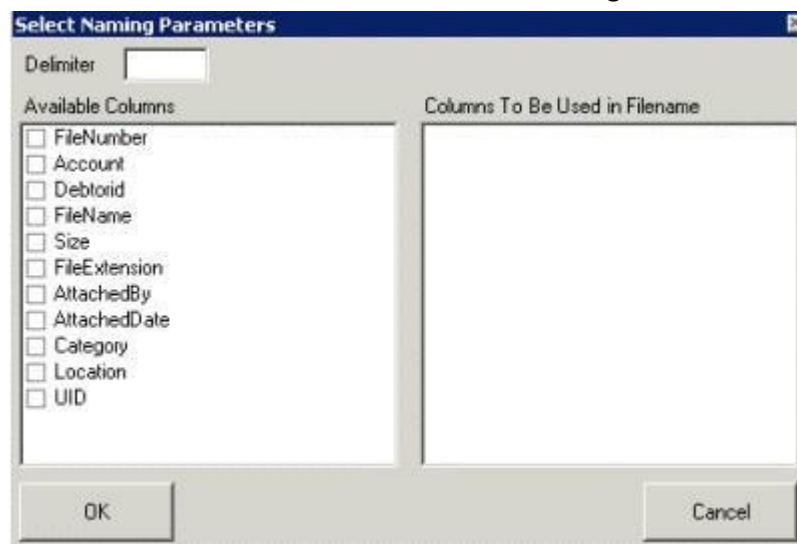 Select Naming Parameters
Delimiter
Available Columns
Columns To Be Used in Filename
FileNumber
Account
Debtorid
FileName
Size
FileExtension
AttachedBy
AttachedDate
Category
Location
UID
OK
Cancel